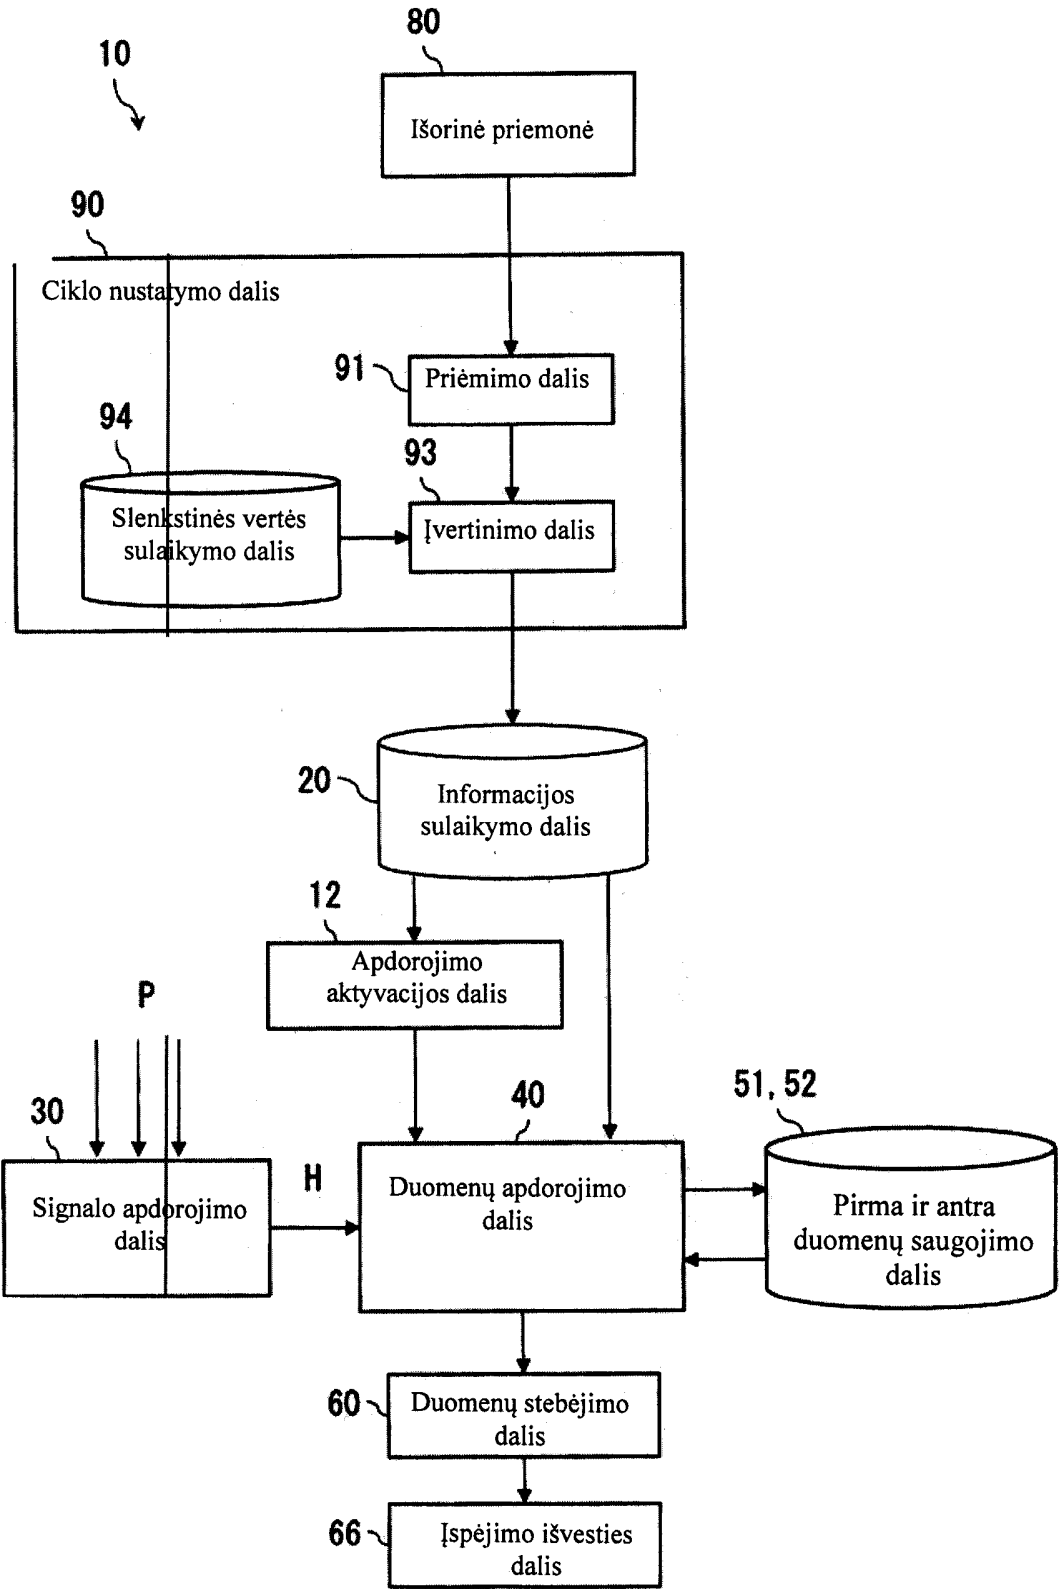 80
10
Išorinė priemonė
90
Ciklo nustatymo dalis
91
Priėmimo dalis
94
93
Slenkstinės vertės
sulaikymo dalis
Įvertinimo dalis
20
Informacijos
sulaikymo dalis
12
Apdorojimo
aktyvacijos dalis
P
51, 52
30
40
H
Signalo apdorojimo
dalis
Duomenų apdorojimo
dalis
Pirma ir antra
duomenų saugojimo
dalis
60
Duomenų stebėjimo
dalis
66
Įspėjimo išvesties
dalis